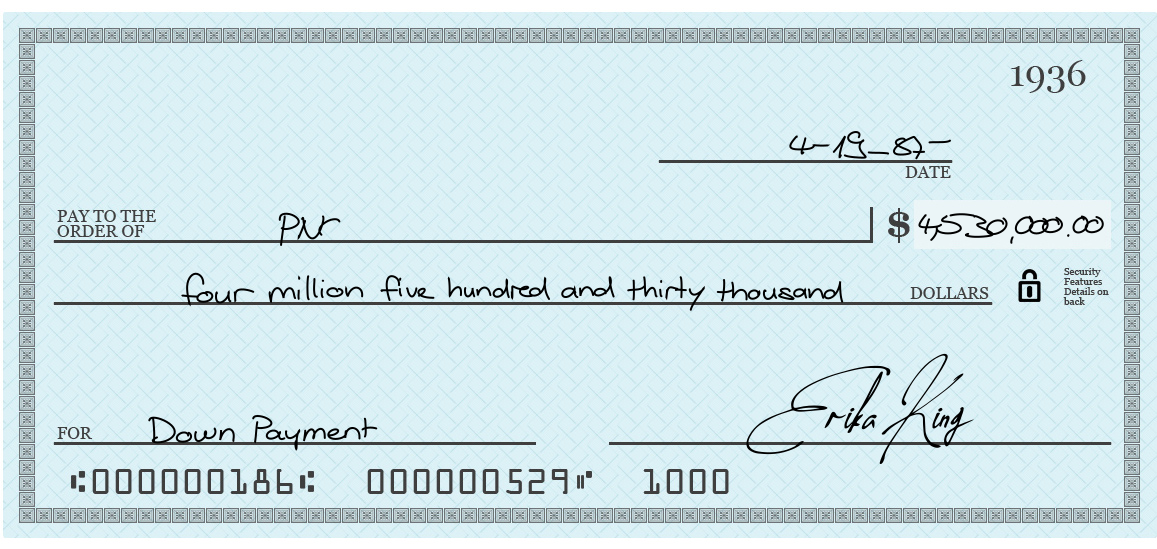 1936
4-19-87
DATE
PAY TO THE
ORDER OF
$ 4,530,000.00
four million five hundred and thirty thousand DOLLARS
Security
Features
Details on
back
FOR Down Payment
Erika King
⑆000000186⑆ 000000529⑈ 1000